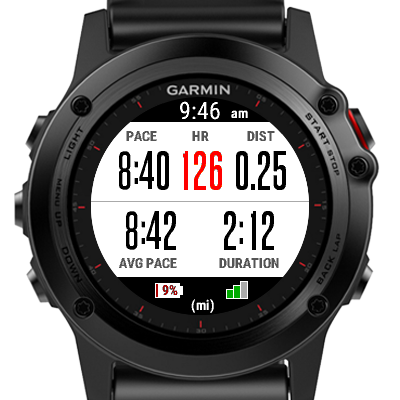 GARMIN
9:46 am
PACE HR DIST
8:40 126 0.25
8:42 2:12
AVG PACE DURATION
9%
(mi)
LIGHT
UP MENU
DOWN
START STOP
BACK LAP